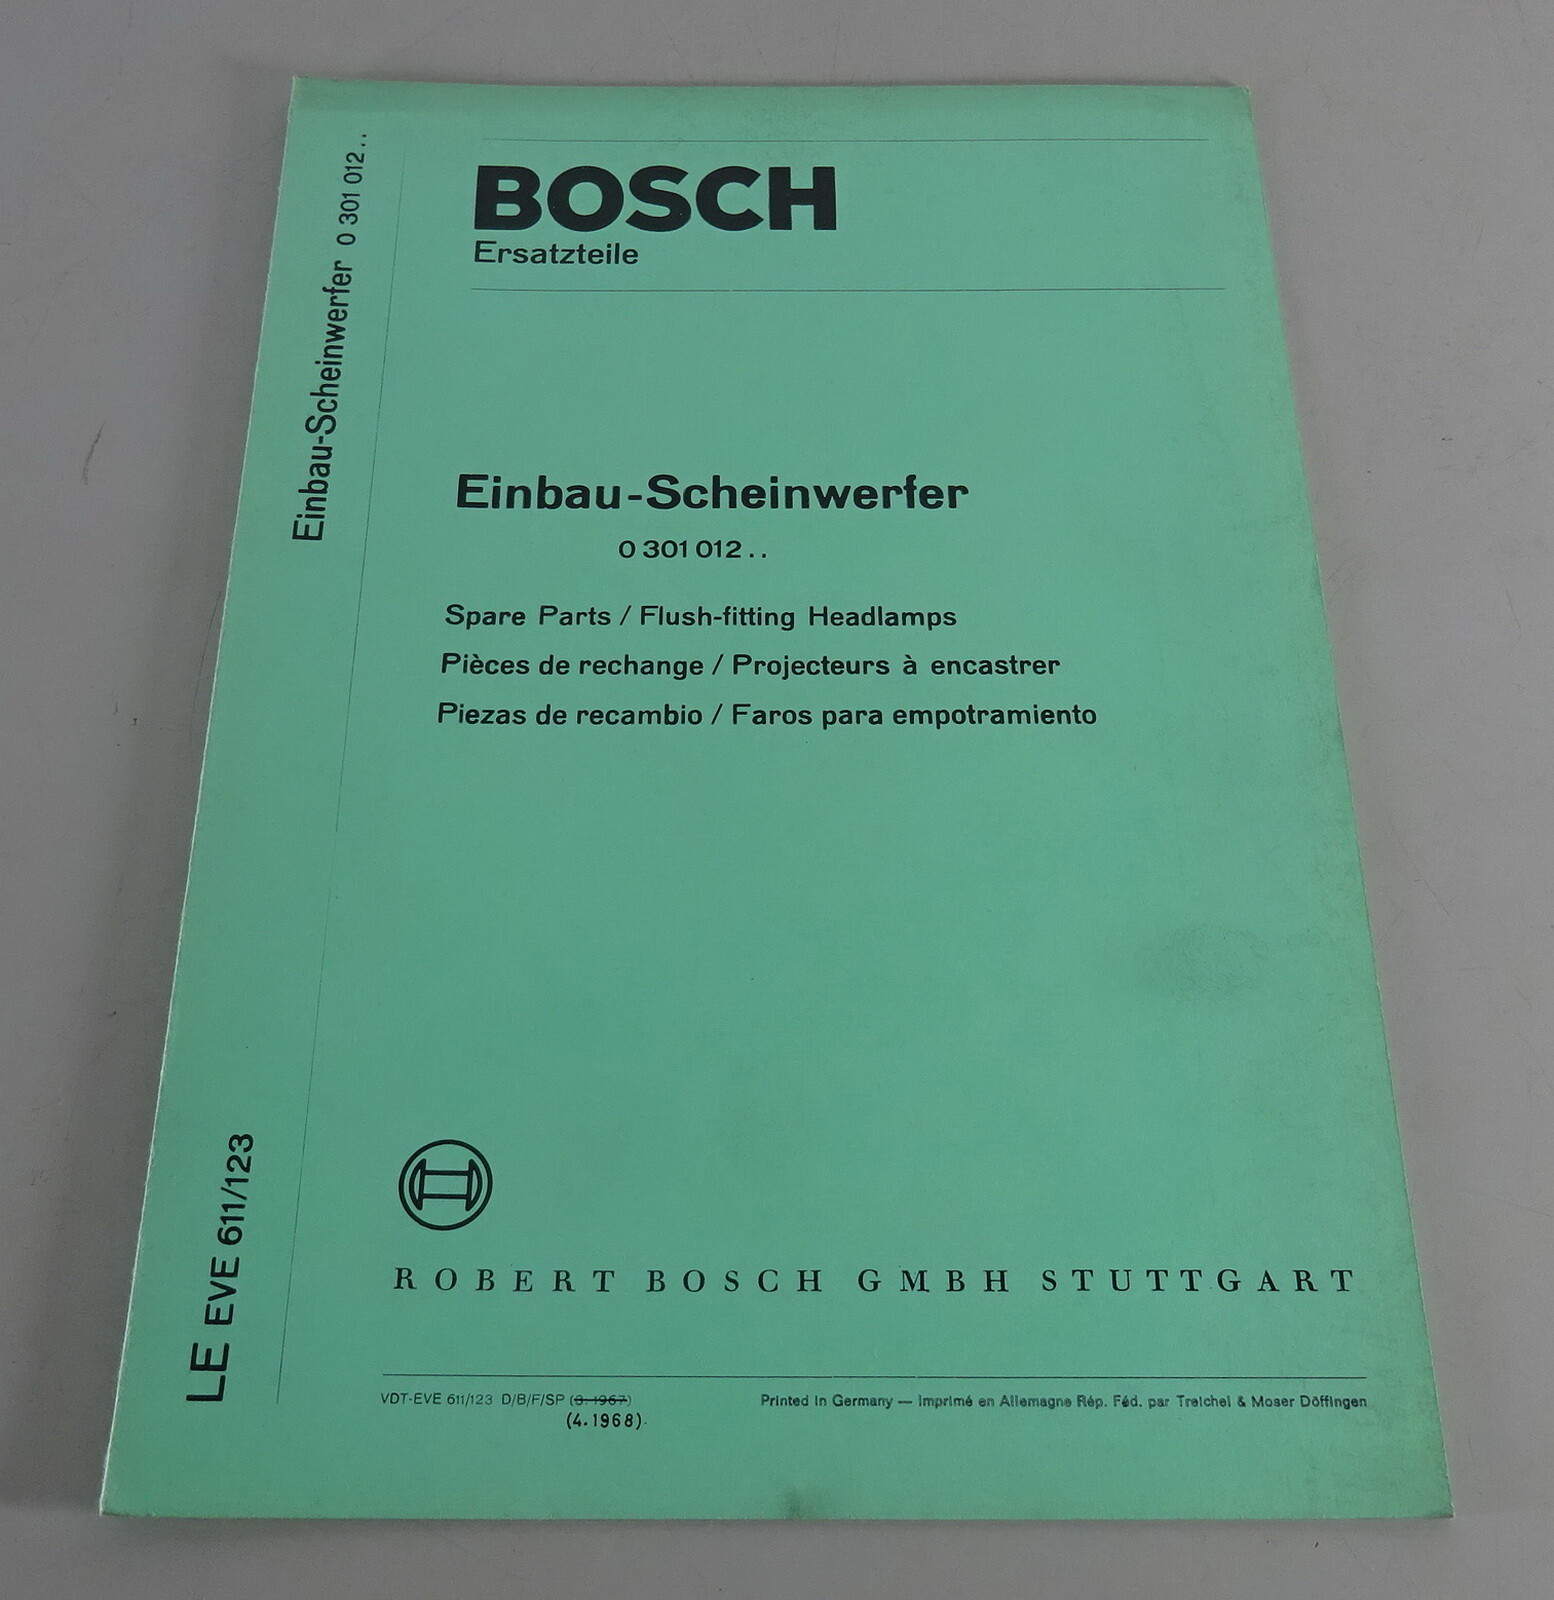 BOSCH
Ersatzteile
Einbau-Scheinwerfer 0 301 012..
Einbau-Scheinwerfer
0 301 012..
Spare Parts / Flush-fitting Headlamps
Pièces de rechange / Projecteurs à encastrer
Piezas de recambio / Faros para empotramiento
LE EVE 611/123
ROBERT BOSCH GMBH STUTTGART
VDT-EVE 611/123 D/B/F/SP (3.1967)
(4.1968).
Printed in Germany — Imprimé en Allemagne Rép. Féd. par Treichel & Moser Döffingen